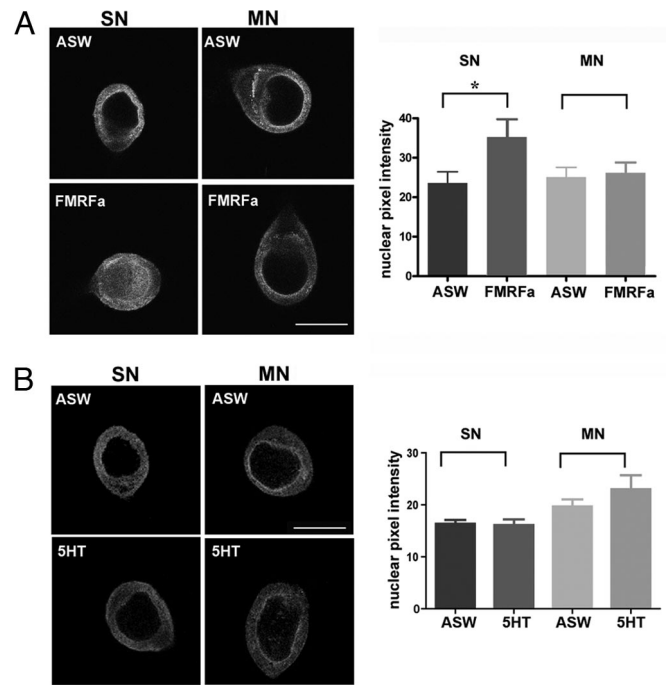 A
SN MN
ASW ASW
FMRFa FMRFa
SN MN
*
nuclear pixel intensity
40
30
20
10
0
ASW FMRFa ASW FMRFa
B
SN MN
ASW ASW
5HT 5HT
SN MN
nuclear pixel intensity
30
20
10
0
ASW 5HT ASW 5HT